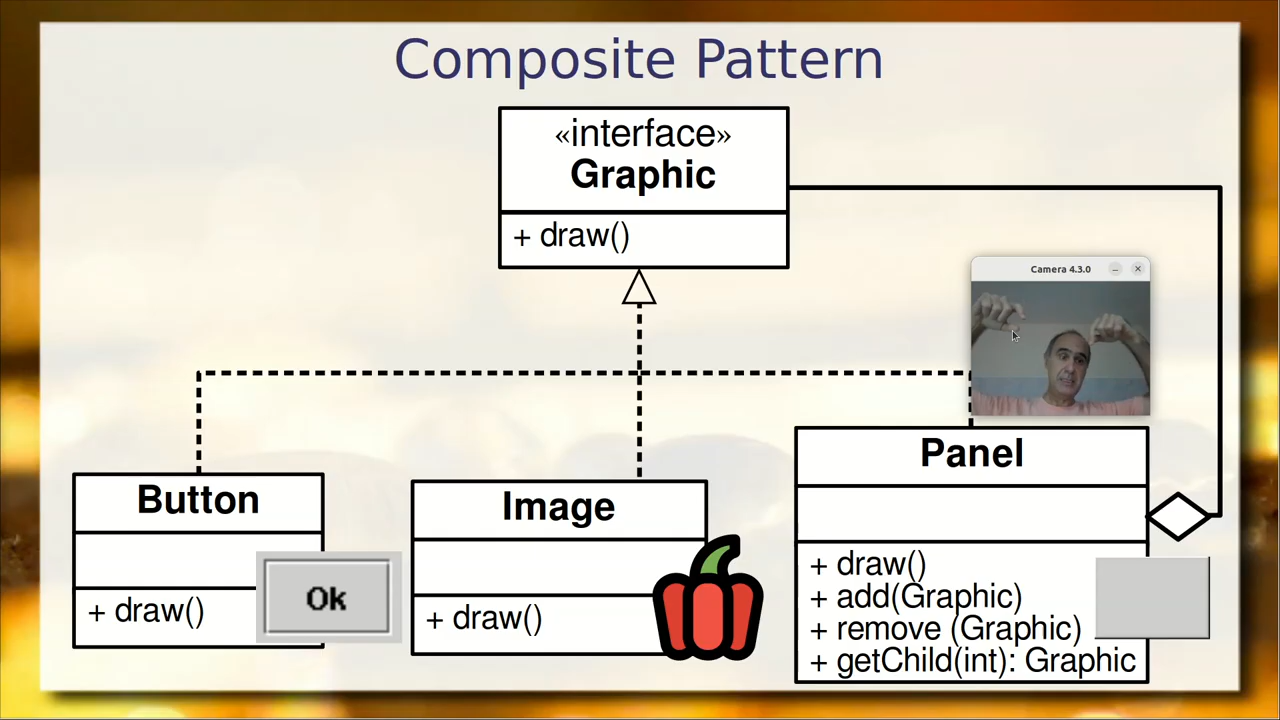 Composite Pattern
«interface»
Graphic
+ draw()
Camera 4.3.0
Button
+ draw()
Ok
Image
+ draw()
Panel
+ draw()
+ add(Graphic)
+ remove (Graphic)
+ getChild(int): Graphic